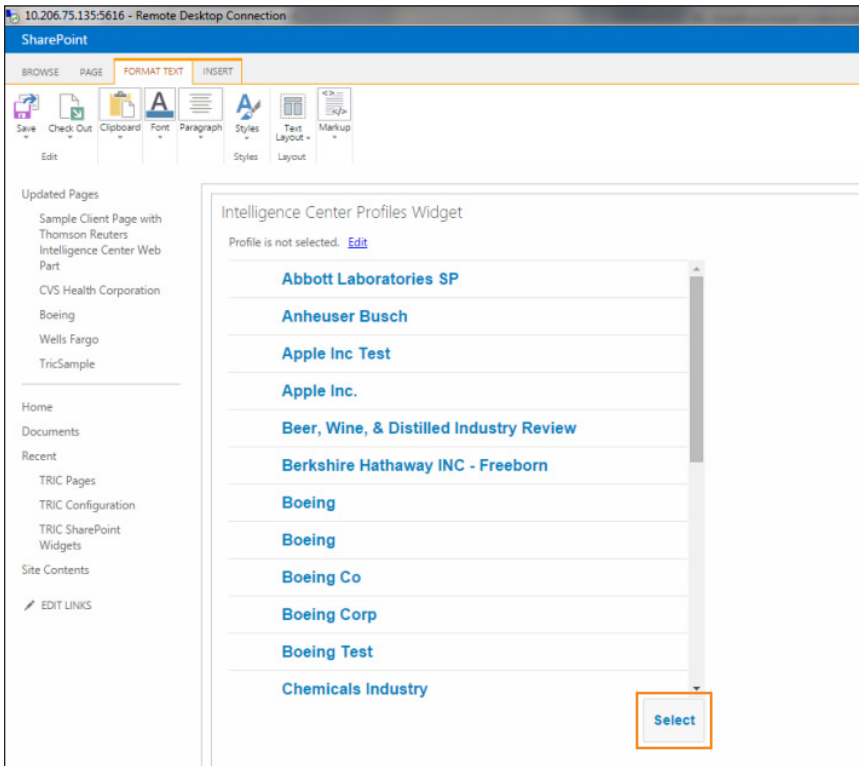 10.206.75.135:5616 - Remote Desktop Connection
SharePoint
BROWSE PAGE FORMAT TEXT INSERT
Save Check Out Clipboard Font Paragraph Styles Text Layout Markup
Edit Styles Layout
Updated Pages
Sample Client Page with
Thomson Reuters
Intelligence Center Web
Part
CVS Health Corporation
Boeing
Wells Fargo
TricSample
Home
Documents
Recent
TRIC Pages
TRIC Configuration
TRIC SharePoint
Widgets
Site Contents
EDIT LINKS
Intelligence Center Profiles Widget
Profile is not selected. Edit
Abbott Laboratories SP
Anheuser Busch
Apple Inc Test
Apple Inc.
Beer, Wine, & Distilled Industry Review
Berkshire Hathaway INC - Freeborn
Boeing
Boeing
Boeing Co
Boeing Corp
Boeing Test
Chemicals Industry
Select